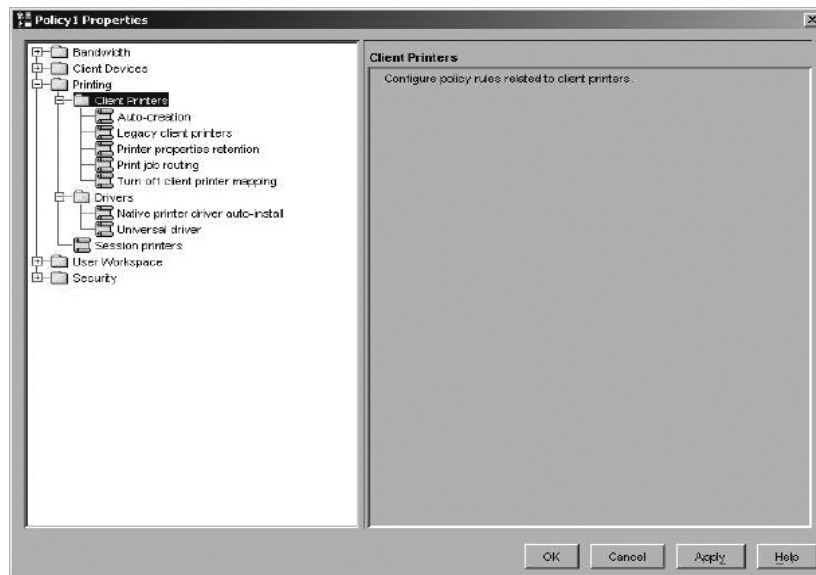 Policy1 Properties
Bandwidth
Client Devices
Printing
Client Printers
Auto-creation
Legacy client printers
Printer properties retention
Print job routing
Turn off client printer mapping
Drivers
Native printer driver auto-install
Universal driver
Session printers
User Workspace
Security
Client Printers
Configure policy rules related to client printers.
OK
Cancel
Apply
Help